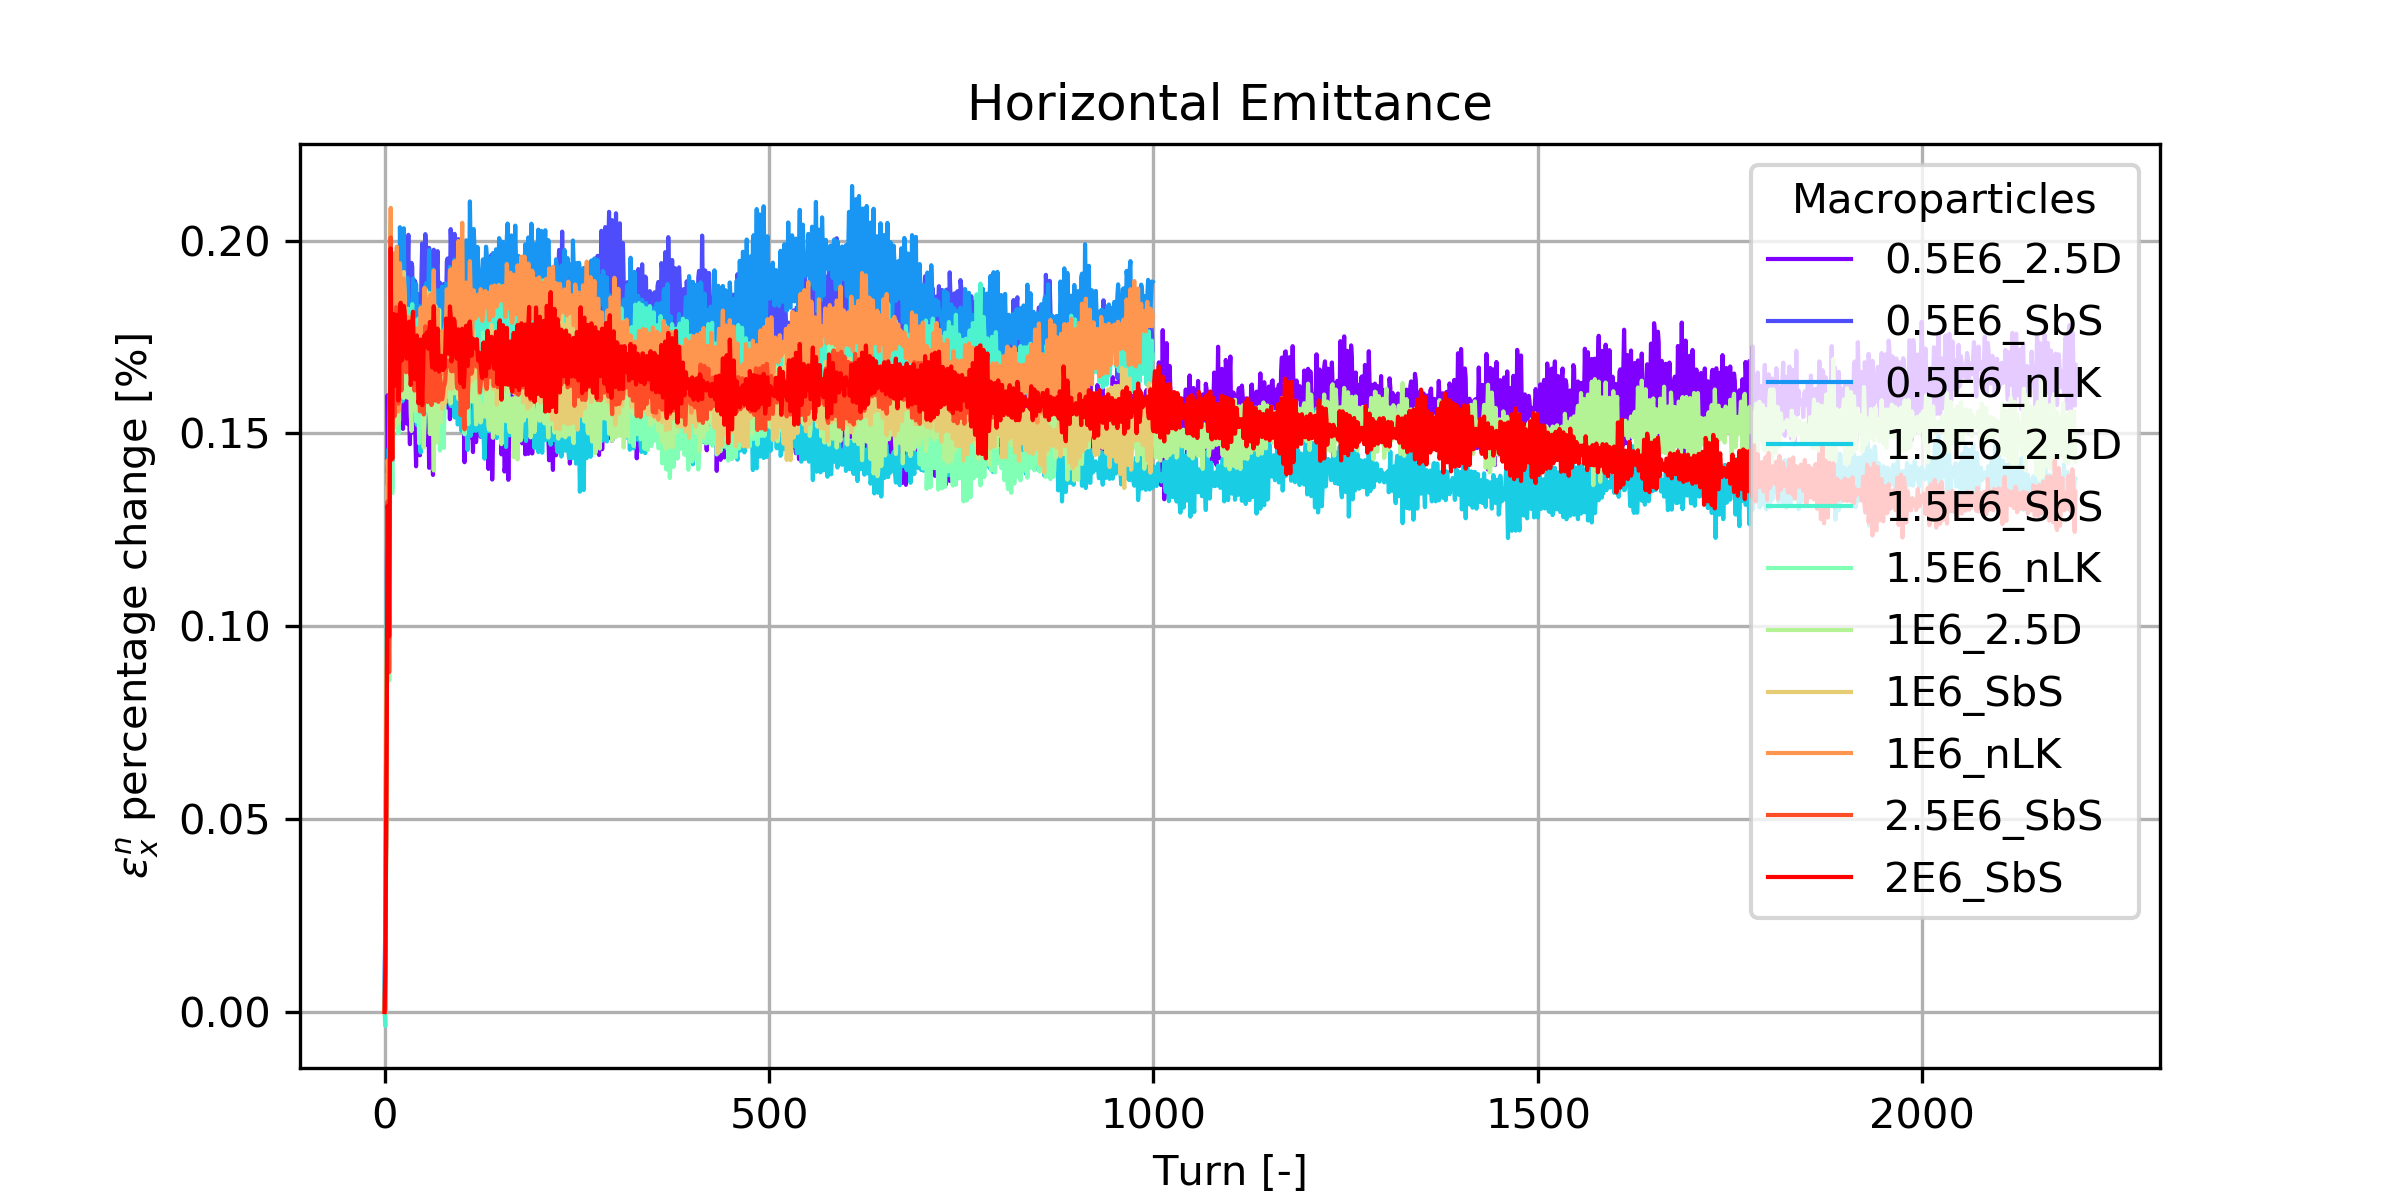 Horizontal Emittance
ε_x^n percentage change [%]
0.20
0.15
0.10
0.05
0.00
0
500
1000
1500
2000
Turn [-]
Macroparticles
0.5E6_2.5D
0.5E6_SbS
0.5E6_nLK
1.5E6_2.5D
1.5E6_SbS
1.5E6_nLK
1E6_2.5D
1E6_SbS
1E6_nLK
2.5E6_SbS
2E6_SbS